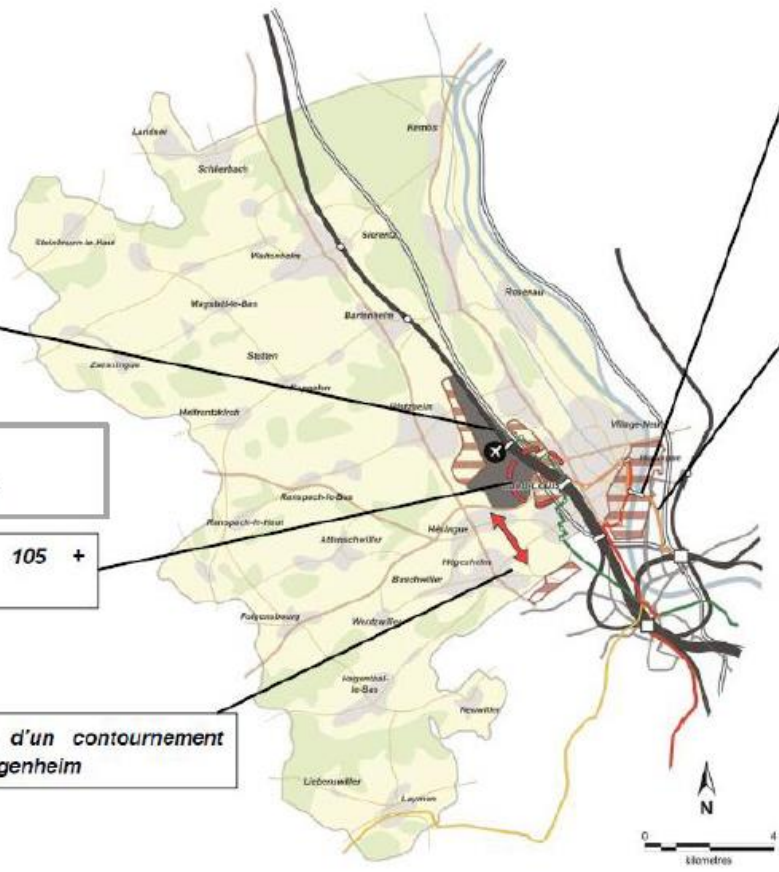 Landser
Kembs
Schlierbach
Steinbrunn-le-Haut
Sierentz
Waltenheim
Rosenau
Magstatt-le-Bas
Bartenheim
Stetten
Zaessingue
Helfrantzkirch
Blotzheim
Village-Neuf
Ranspach-le-Bas
Ranspach-le-Haut
Hésingue
Attenschwiller
105 +
Hégenheim
Buschwiller
Folgensbourg
Wentzwiller
Hagenthal-
le-Bas
Neuwiller
d'un contournement
genheim
Liebenswiller
Leymen
N
0 4
kilometres